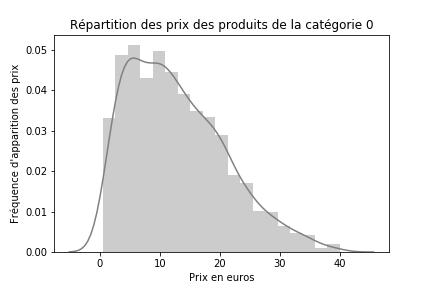 Répartition des prix des produits de la catégorie 0
Fréquence d'apparition des prix
0.05
0.04
0.03
0.02
0.01
0.00
0 10 20 30 40
Prix en euros